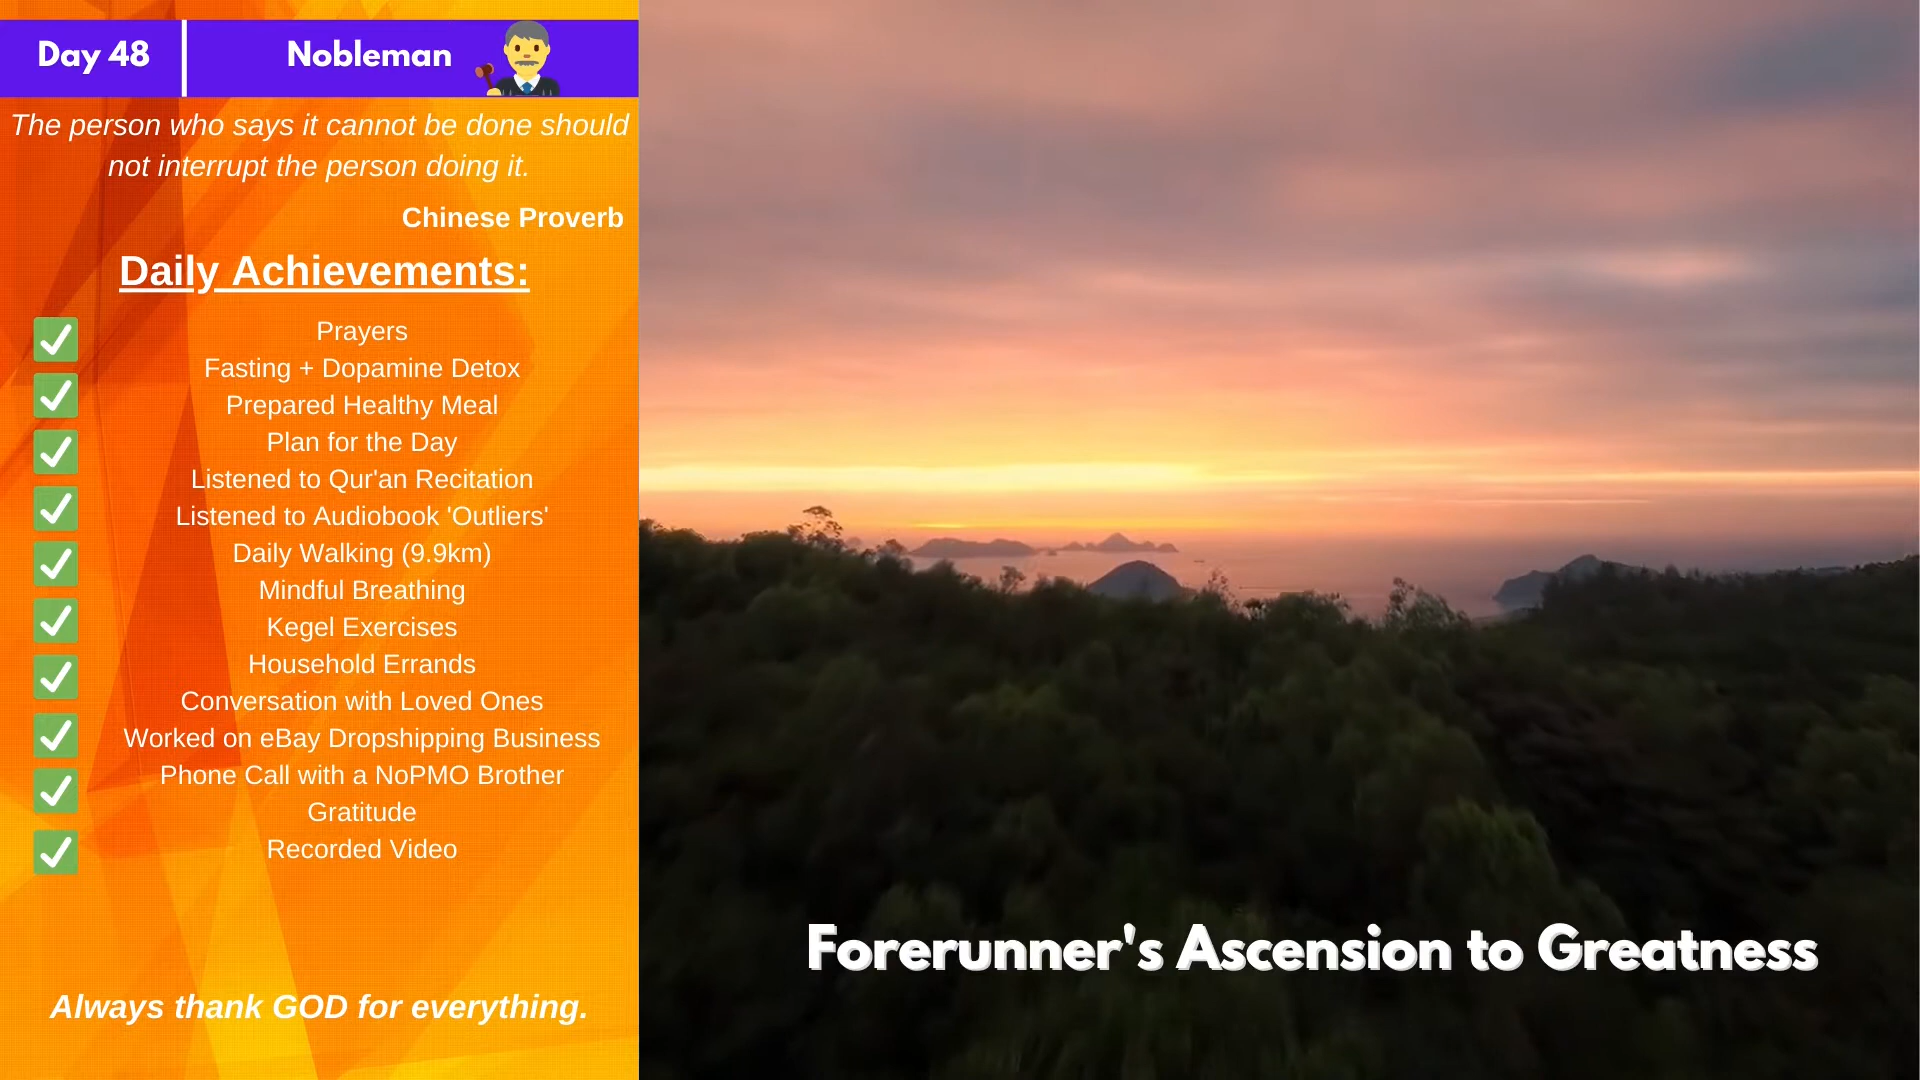 Day 48
Nobleman
The person who says it cannot be done should
not interrupt the person doing it.
Chinese Proverb
Daily Achievements:
Prayers
Fasting + Dopamine Detox
Prepared Healthy Meal
Plan for the Day
Listened to Qur'an Recitation
Listened to Audiobook 'Outliers'
Daily Walking (9.9km)
Mindful Breathing
Kegel Exercises
Household Errands
Conversation with Loved Ones
Worked on eBay Dropshipping Business
Phone Call with a NoPMO Brother
Gratitude
Recorded Video
Always thank GOD for everything.
Forerunner's Ascension to Greatness